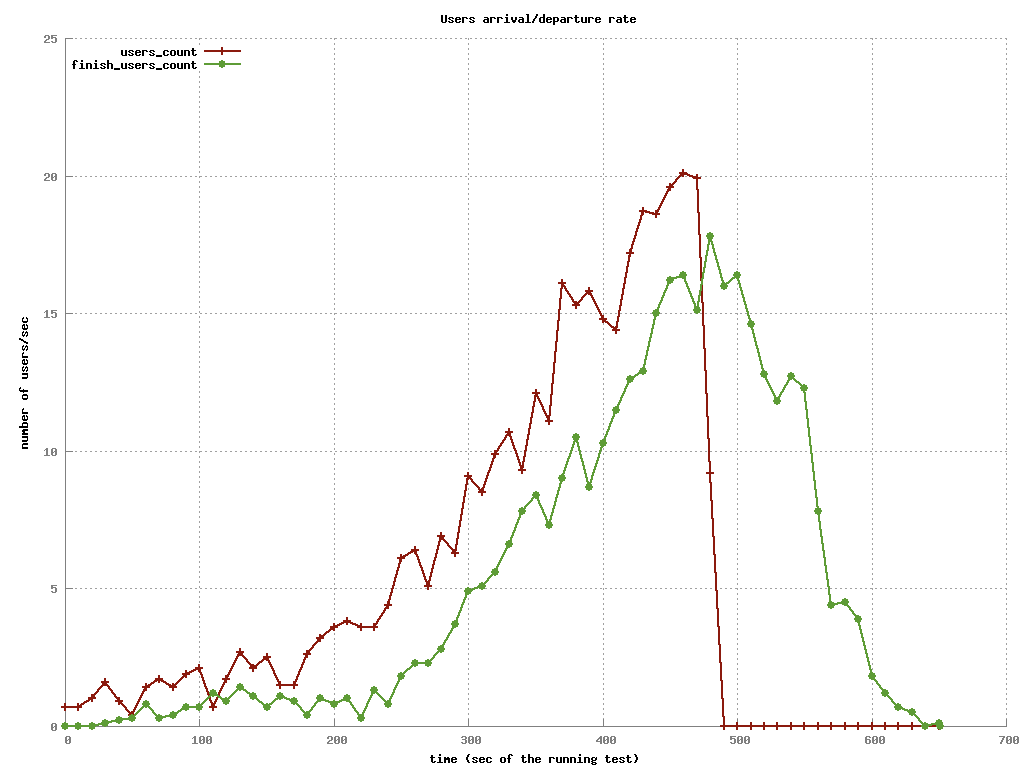 Users arrival/departure rate
users_count
finish_users_count
25
20
15
10
5
0
number of users/sec
0 100 200 300 400 500 600 700
time (sec of the running test)